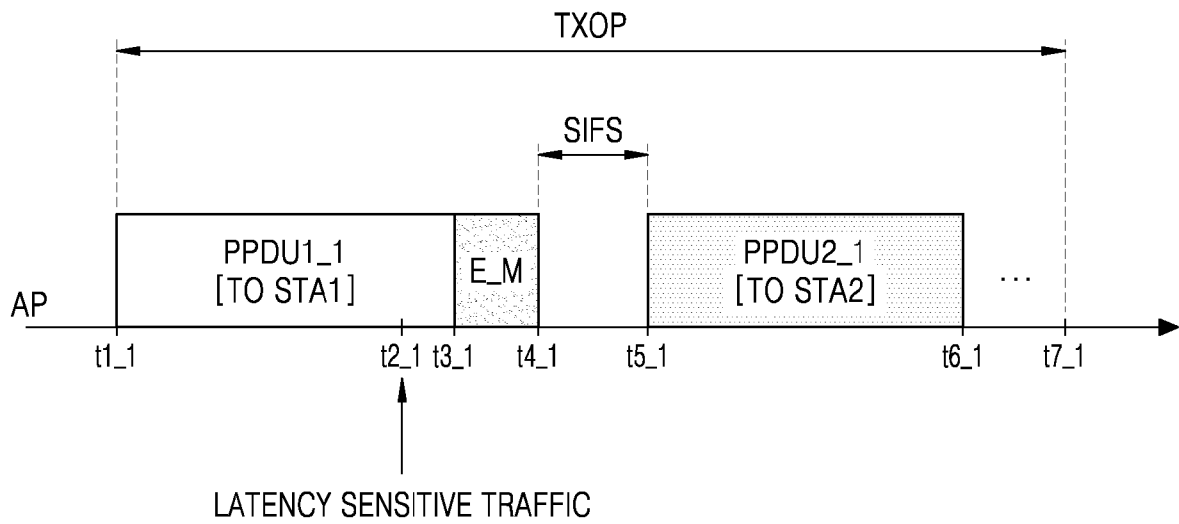 TXOP
SIFS
PPDU1_1
[TO STA1]
E_M
PPDU2_1
[TO STA2]
...
AP
t1_1
t2_1
t3_1
t4_1
t5_1
t6_1
t7_1
LATENCY SENSITIVE TRAFFIC